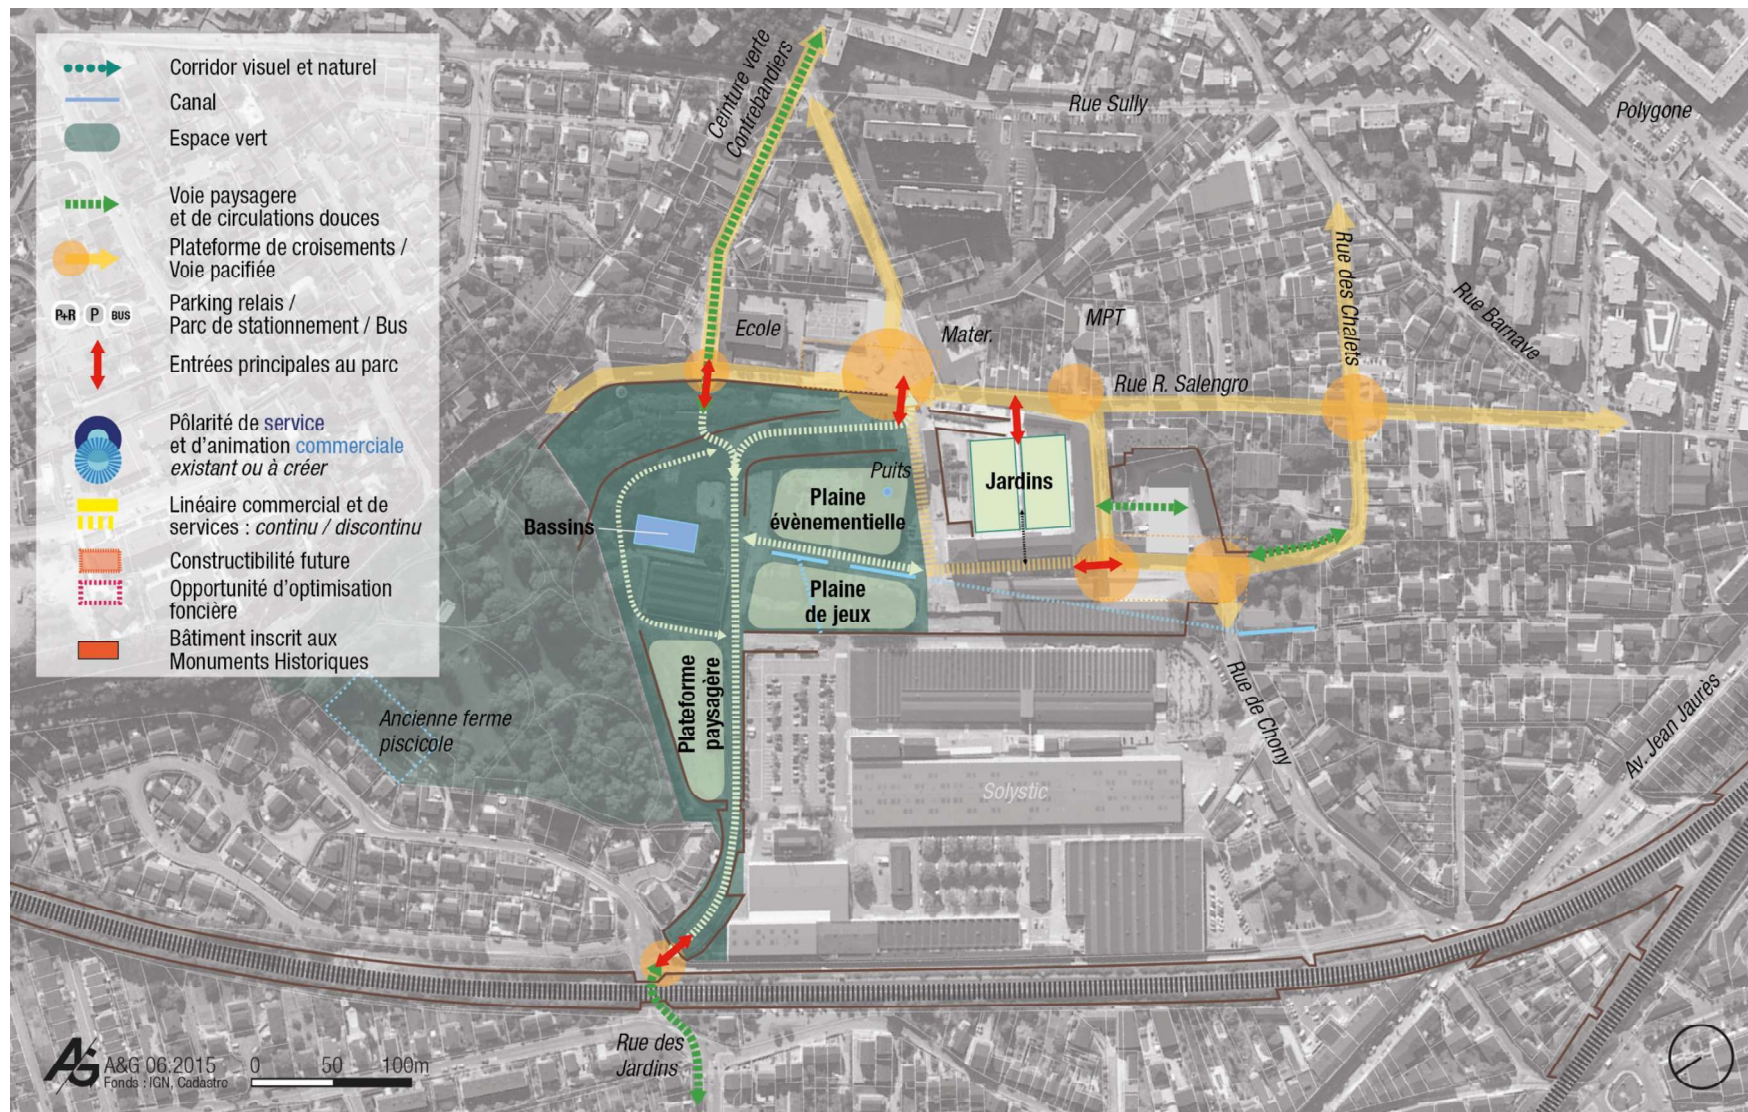 Corridor visuel et naturel
Canal
Espace vert
Voie paysagere
et de circulations douces
Plateforme de croisements /
Voie pacifiée
P+R P BUS
Parking relais /
Parc de stationnement / Bus
Entrées principales au parc
Pôlarité de service
et d'animation commerciale
existant ou à créer
Linéaire commercial et de
services : continu / discontinu
Constructibilité future
Opportunité d'optimisation
foncière
Bâtiment inscrit aux
Monuments Historiques
Ceinture verte
Contrebandiers
Rue Sully
Polygone
Rue des Chalets
Rue Barnave
Ecole
Mater.
MPT
Rue R. Salengro
Puits
Jardins
Plaine
évènementielle
Bassins
Plaine
de jeux
Plateforme
paysagère
Ancienne ferme
piscicole
Rue de Chony
Av. Jean Jaurès
Solystic
Rue des
Jardins
A&G
A&G 06.2015
Fonds : IGN, Cadastre
0 50 100m